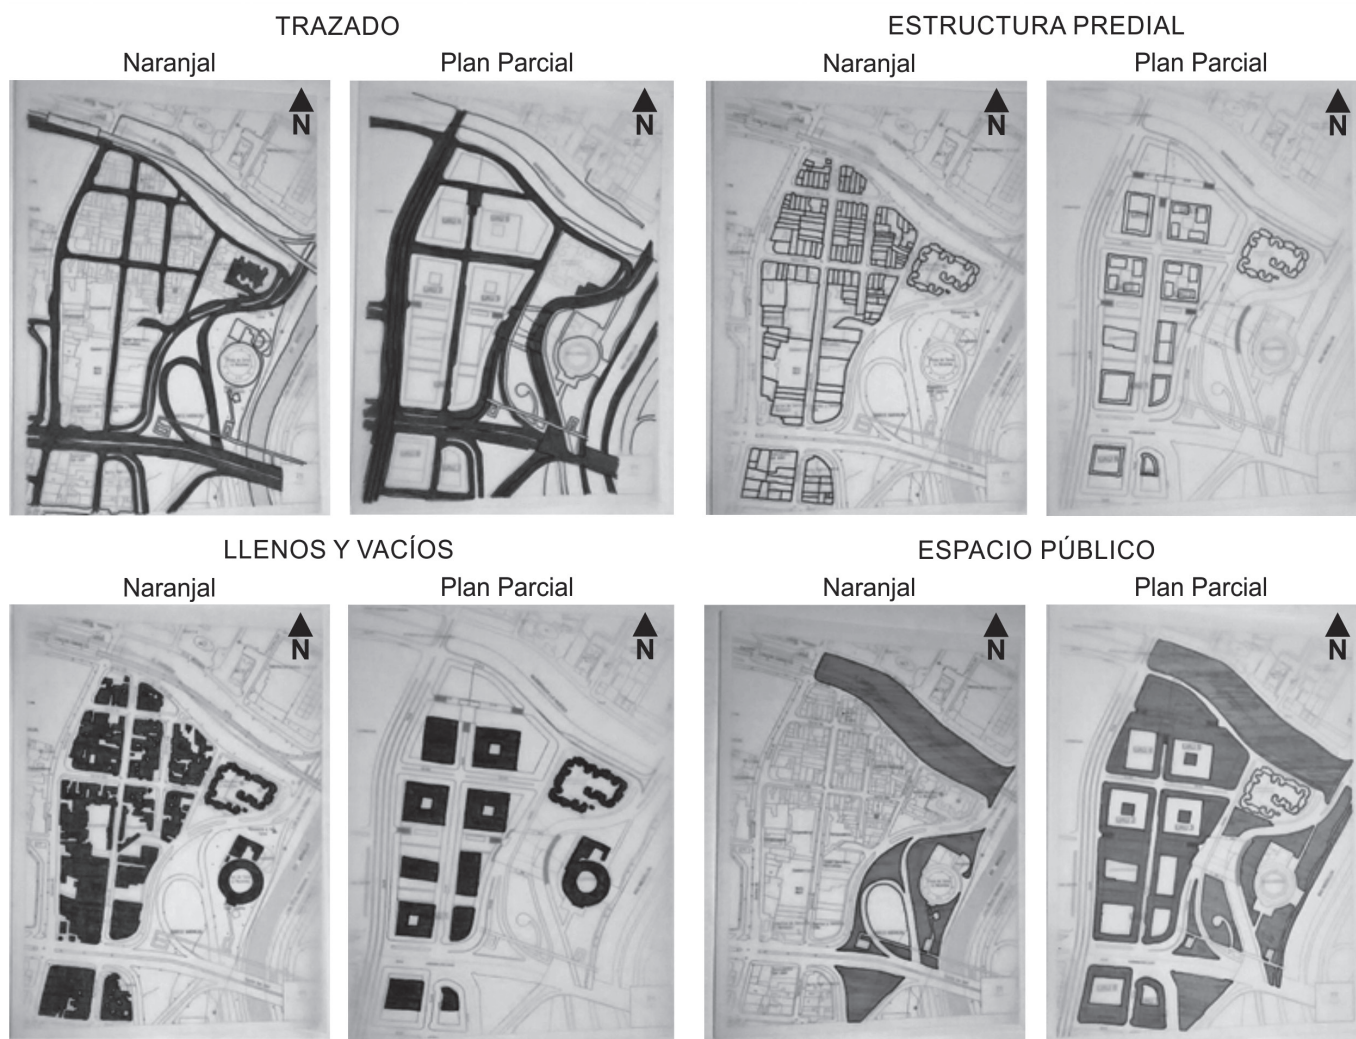 TRAZADO
ESTRUCTURA PREDIAL
Naranjal
Plan Parcial
Naranjal
Plan Parcial
N
N
N
N
LLENOS Y VACÍOS
ESPACIO PÚBLICO
Naranjal
Plan Parcial
Naranjal
Plan Parcial
N
N
N
N